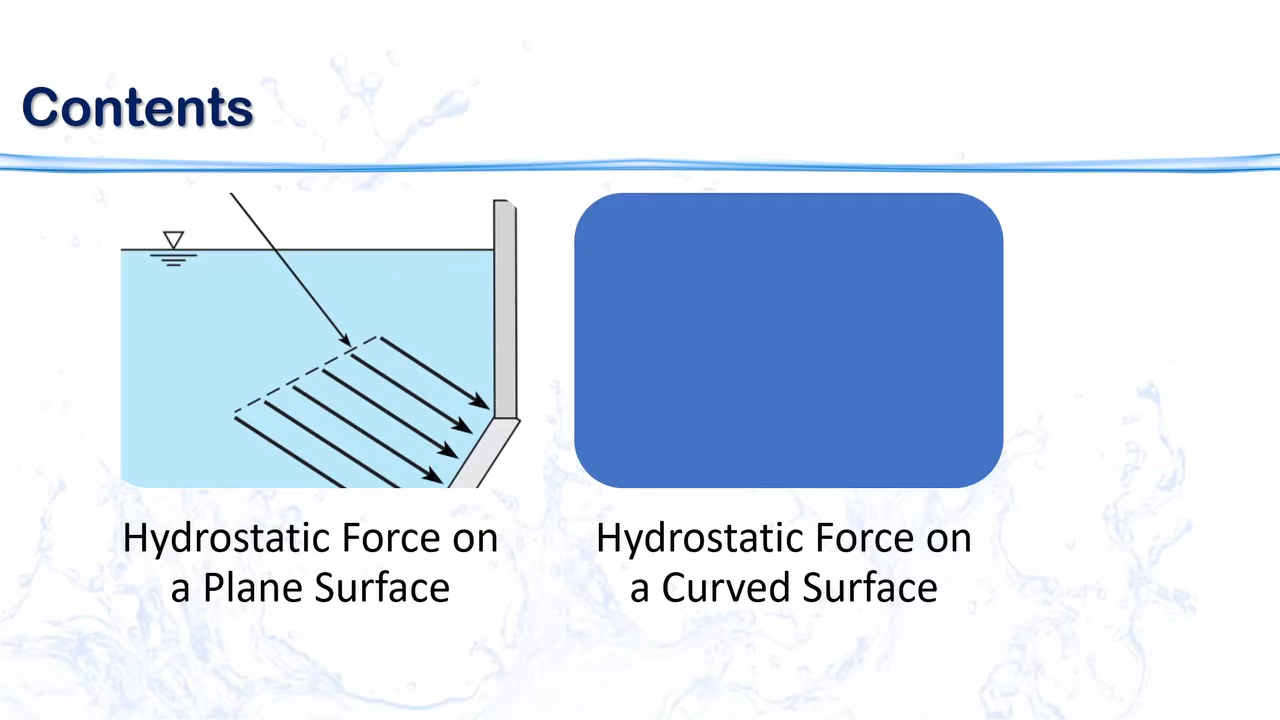 Contents
Hydrostatic Force on
a Plane Surface
Hydrostatic Force on
a Curved Surface